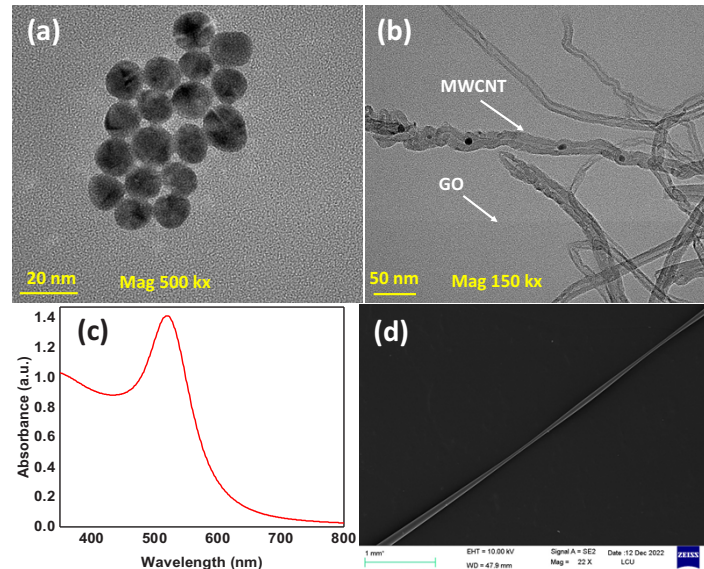 (a)
20 nm Mag 500 kx
(b)
MWCNT
GO
50 nm Mag 150 kx
(c)
Absorbance (a.u.)
1.4
1.2
1.0
0.8
0.6
0.4
0.2
0.0
400 500 600 700 800
Wavelength (nm)
(d)
1 mm* EHT = 10.00 kV Signal A = SE2 Date :12 Dec 2022 ZEISS
WD = 47.9 mm Mag = 22 X LCU